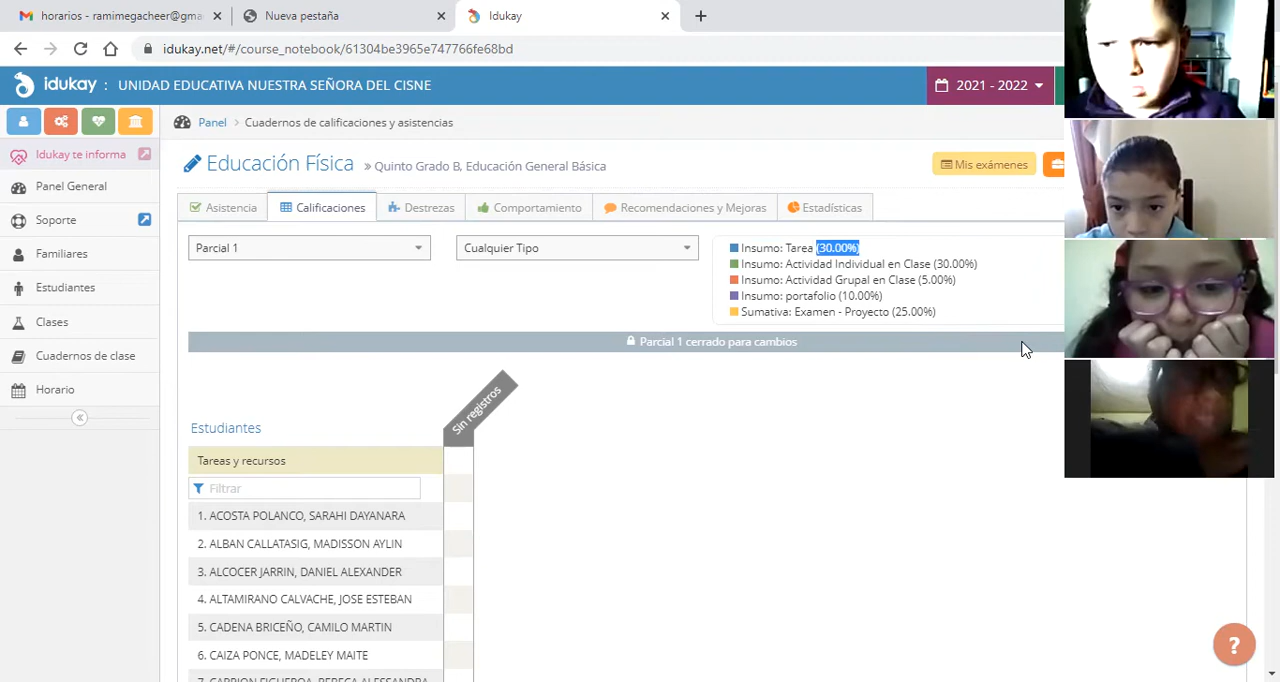 horarios - ramimegacheer@gma
Nueva pestaña
Idukay
idukay.net/#/course_notebook/61304be3965e747766fe68bd
idukay : UNIDAD EDUCATIVA NUESTRA SEÑORA DEL CISNE
2021 - 2022
Idukay te informa
Panel > Cuadernos de calificaciones y asistencias
Educación Física » Quinto Grado B, Educación General Básica
Mis exámenes
Panel General
Soporte
Familiares
Estudiantes
Clases
Cuadernos de clase
Horario
Asistencia
Calificaciones
Destrezas
Comportamiento
Recomendaciones y Mejoras
Estadísticas
Parcial 1
Cualquier Tipo
Insumo: Tarea (30.00%)
Insumo: Actividad Individual en Clase (30.00%)
Insumo: Actividad Grupal en Clase (5.00%)
Insumo: portafolio (10.00%)
Sumativa: Examen - Proyecto (25.00%)
Parcial 1 cerrado para cambios
Sin registros
Estudiantes
Tareas y recursos
Filtrar
1. ACOSTA POLANCO, SARAHI DAYANARA
2. ALBAN CALLATASIG, MADISSON AYLIN
3. ALCOCER JARRIN, DANIEL ALEXANDER
4. ALTAMIRANO CALVACHE, JOSE ESTEBAN
5. CADENA BRICEÑO, CAMILO MARTIN
6. CAIZA PONCE, MADELEY MAITE
7. CARRION FIGUEROA, REBECA ALESSANDRA
?